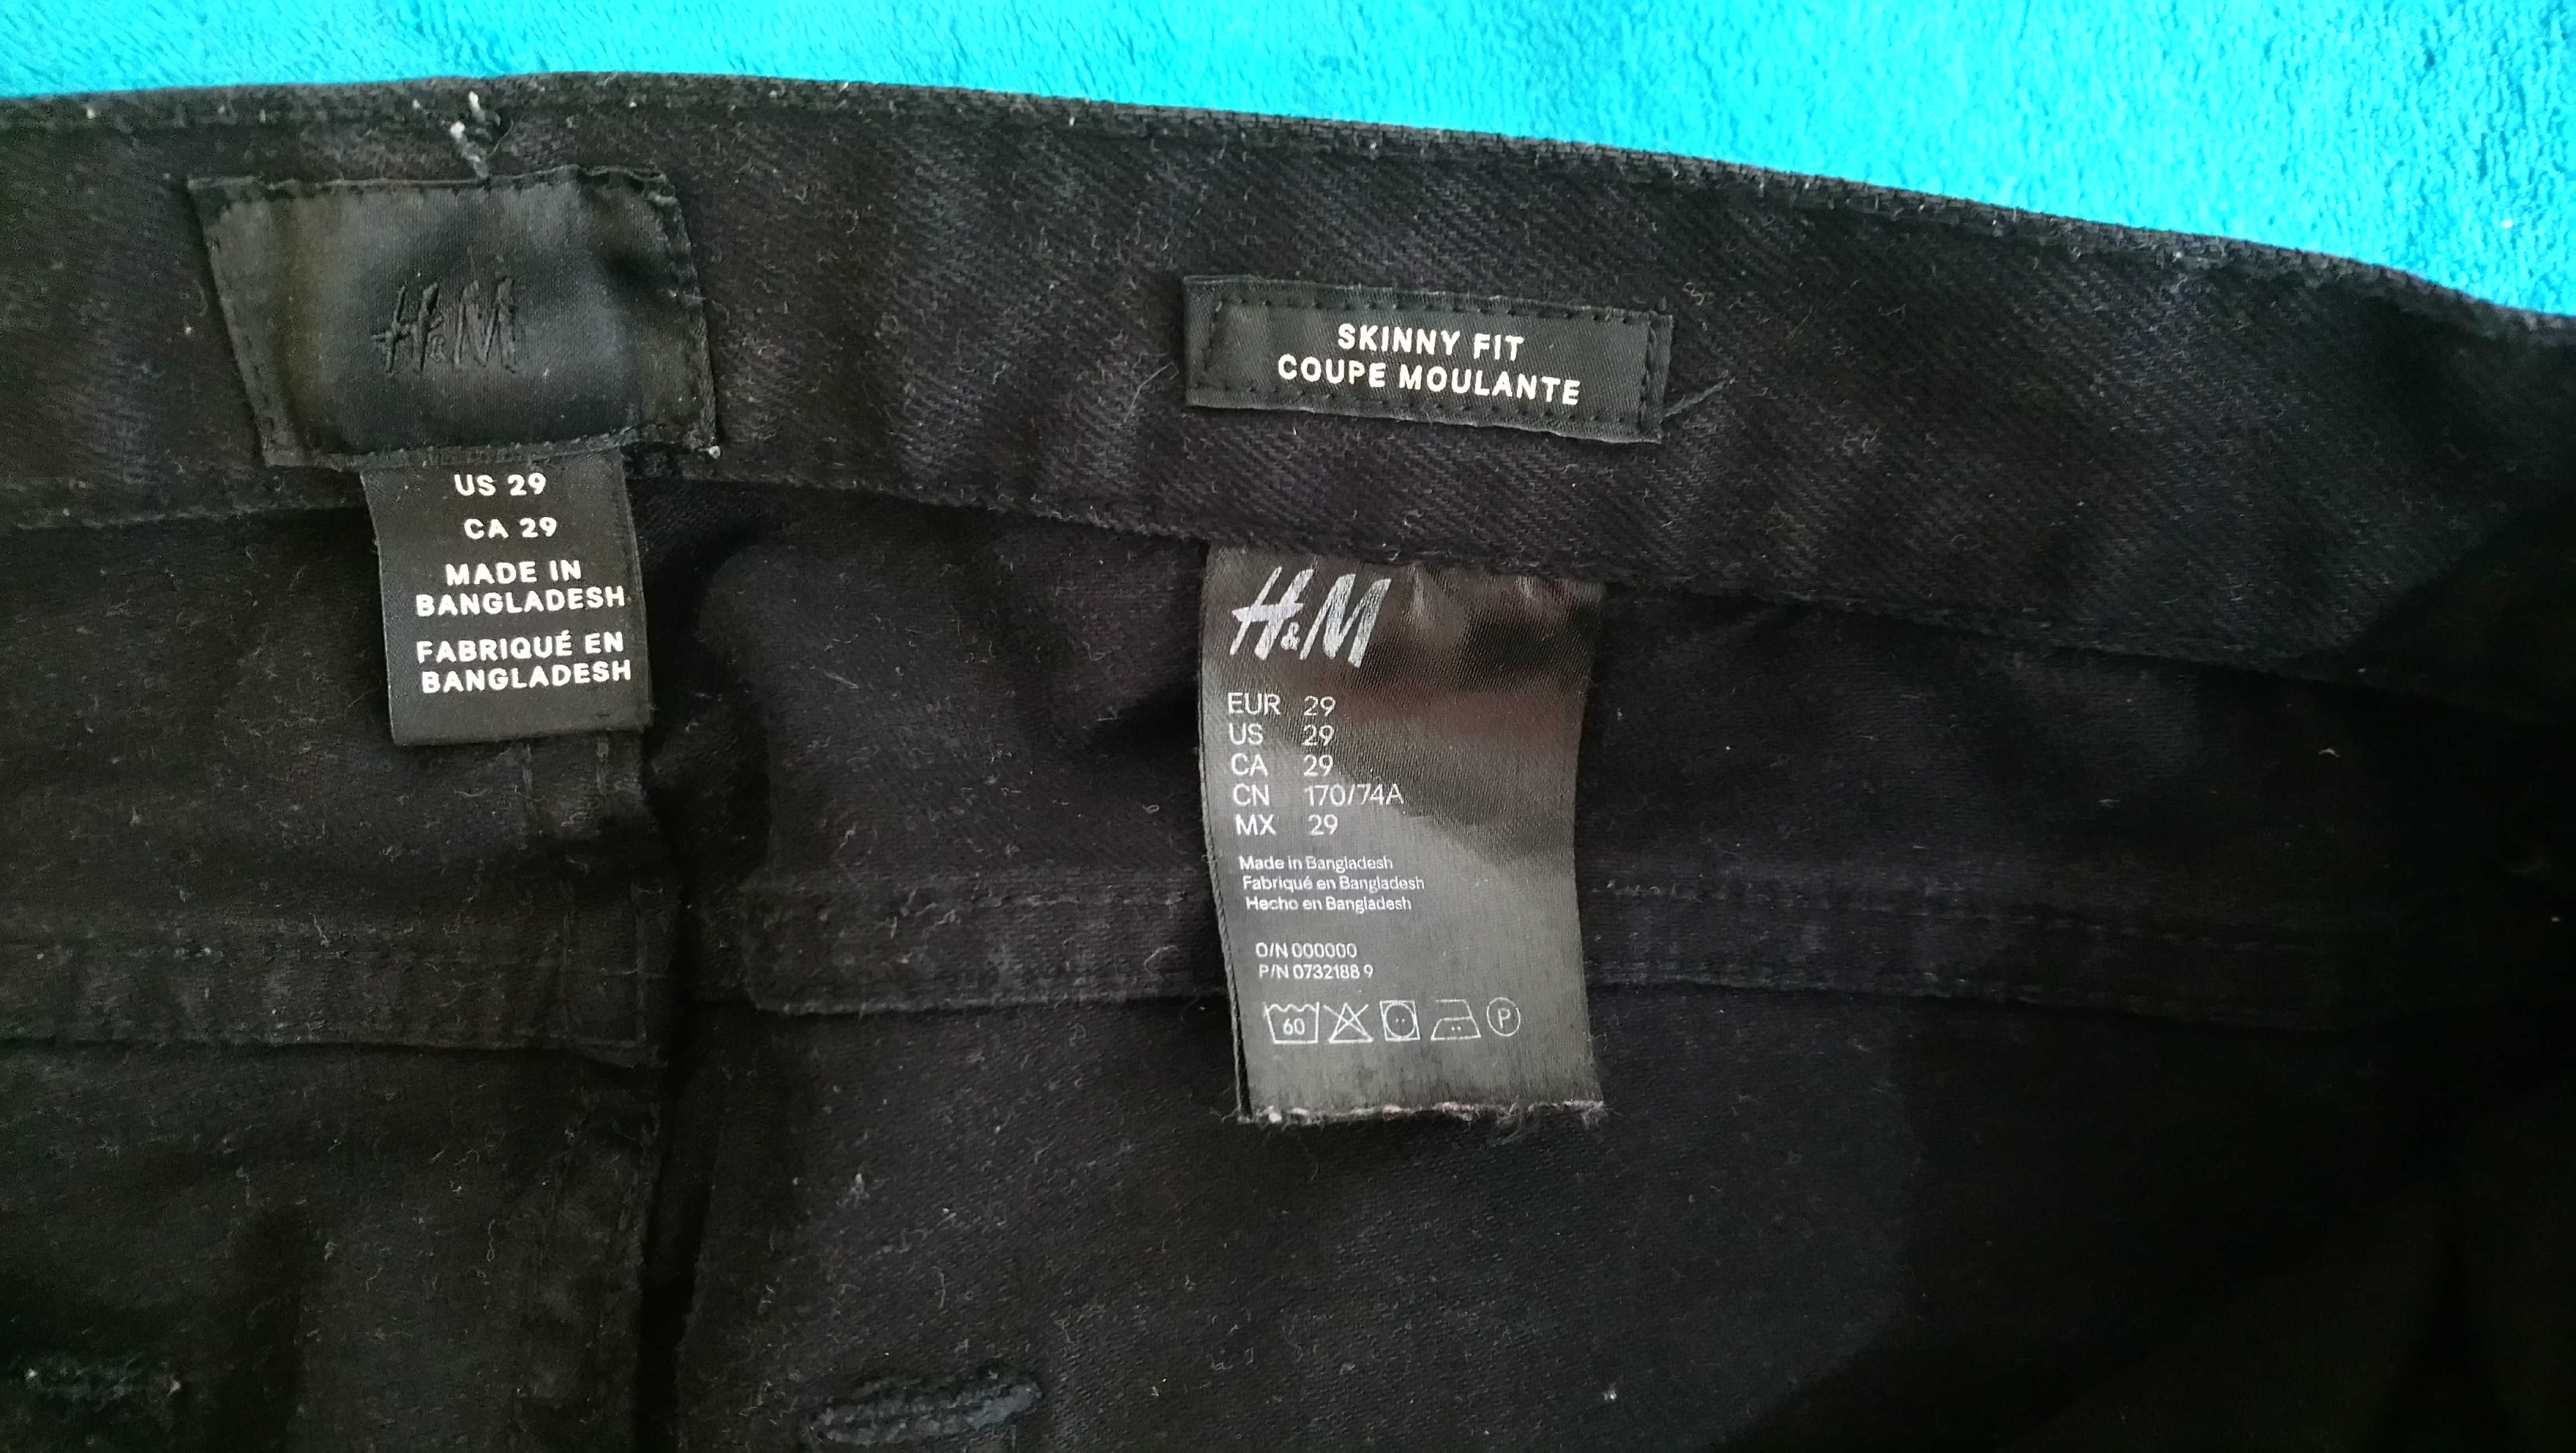 H&M
US 29
CA 29
MADE IN
BANGLADESH
FABRIQUÉ EN
BANGLADESH
SKINNY FIT
COUPE MOULANTE
H&M
EUR 29
US 29
CA 29
CN 170/74A
MX 29
Made in Bangladesh
Fabriqué en Bangladesh
Hecho en Bangladesh
O/N 000000
P/N 0732188 9
60 P